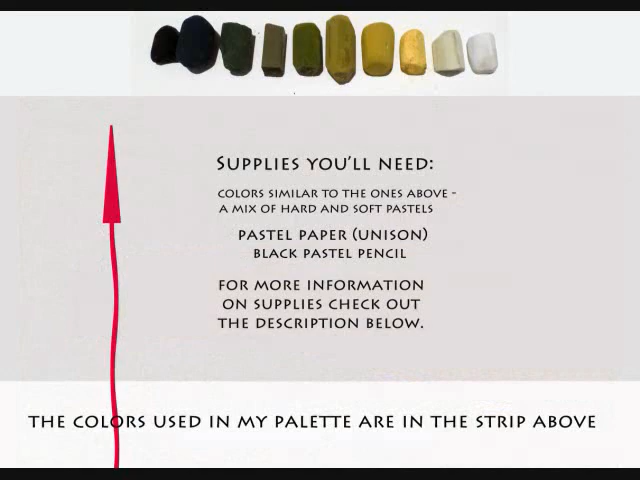 SUPPLIES YOU'LL NEED:
COLORS SIMILAR TO THE ONES ABOVE -
A MIX OF HARD AND SOFT PASTELS
PASTEL PAPER (UNISON)
BLACK PASTEL PENCIL
FOR MORE INFORMATION
ON SUPPLIES CHECK OUT
THE DESCRIPTION BELOW.
THE COLORS USED IN MY PALETTE ARE IN THE STRIP ABOVE